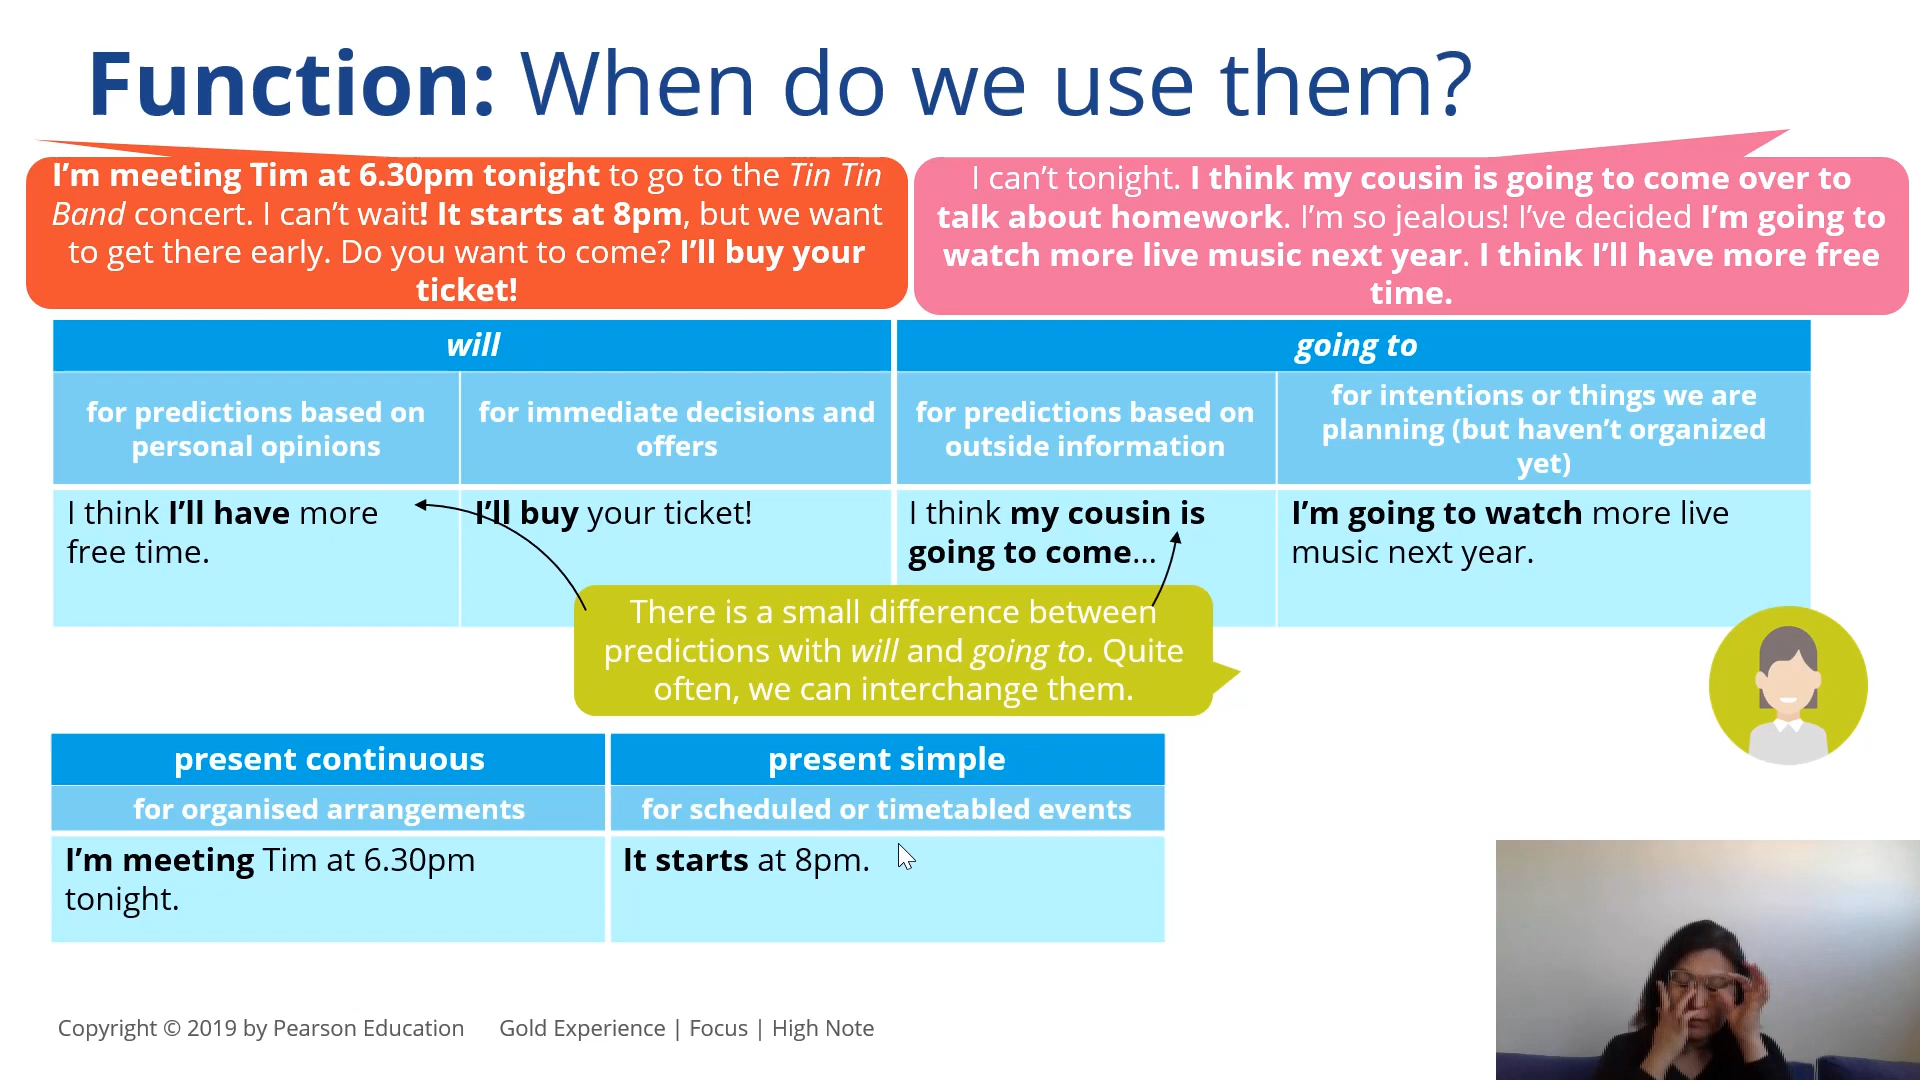 Function: When do we use them?
I’m meeting Tim at 6.30pm tonight to go to the Tin Tin
Band concert. I can’t wait! It starts at 8pm, but we want
to get there early. Do you want to come? I’ll buy your
ticket!
I can’t tonight. I think my cousin is going to come over to
talk about homework. I’m so jealous! I’ve decided I’m going to
watch more live music next year. I think I’ll have more free
time.
will
going to
for predictions based on
personal opinions
for immediate decisions and
offers
for predictions based on
outside information
for intentions or things we are
planning (but haven’t organized
yet)
I think I’ll have more
free time.
I’ll buy your ticket!
I think my cousin is
going to come...
I’m going to watch more live
music next year.
There is a small difference between
predictions with will and going to. Quite
often, we can interchange them.
present continuous
present simple
for organised arrangements
for scheduled or timetabled events
I’m meeting Tim at 6.30pm
tonight.
It starts at 8pm.
Copyright © 2019 by Pearson Education
Gold Experience | Focus | High Note